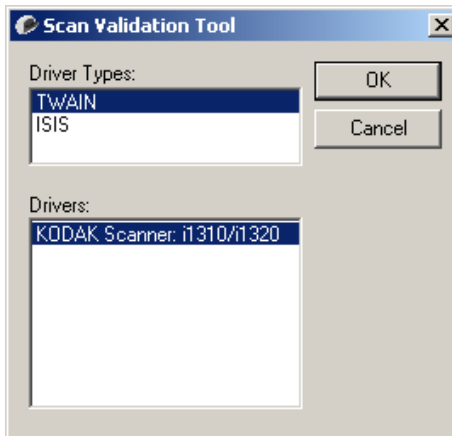 Scan Validation Tool
Driver Types:
TWAIN
ISIS
OK
Cancel
Drivers:
KODAK Scanner: i1310/i1320